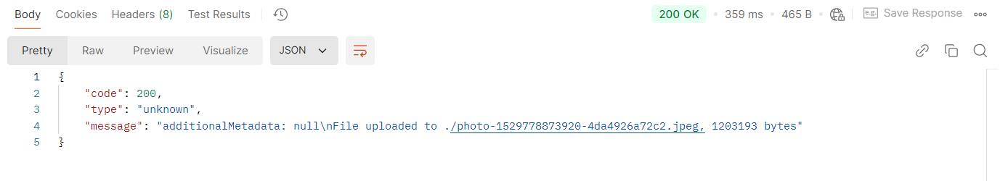 Body Cookies Headers (8) Test Results 200 OK 359 ms 465 B e.g. Save Response
Pretty Raw Preview Visualize JSON
1 {
2 "code": 200,
3 "type": "unknown",
4 "message": "additionalMetadata: null\nFile uploaded to ./photo-1529778873920-4da4926a72c2.jpeg, 1203193 bytes"
5 }